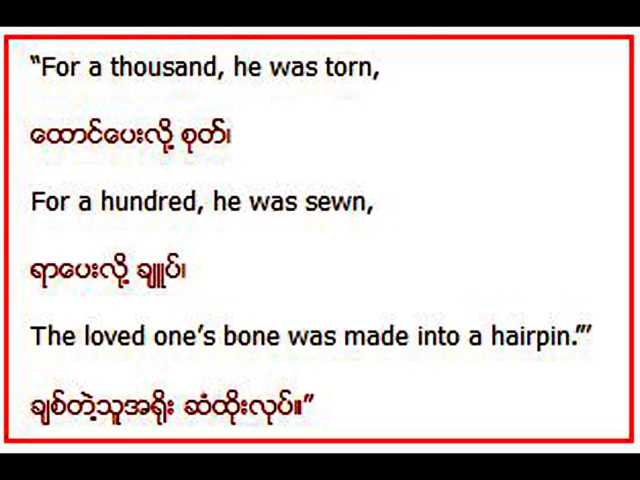 “For a thousand, he was torn,
ထောင်ပေးလို့ စုတ်၊
For a hundred, he was sewn,
ရာပေးလို့ ချူပ်၊
The loved one’s bone was made into a hairpin.”’
ချစ်တဲ့သူအရိုး ဆံထိုးလုပ်။”